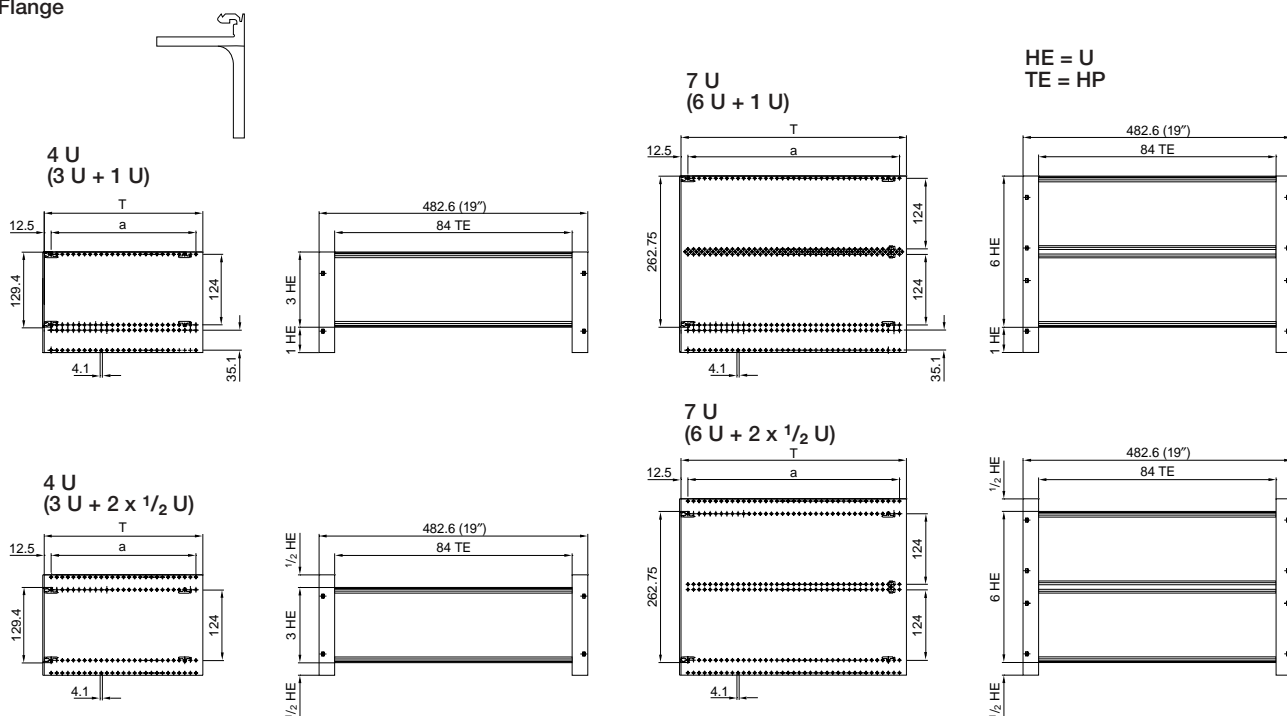 Flange
HE = U
TE = HP
4 U
(3 U + 1 U)
T
a
12.5
129.4
124
4.1
35.1
482.6 (19″)
84 TE
3 HE
1 HE
7 U
(6 U + 1 U)
T
a
12.5
262.75
124
124
4.1
35.1
482.6 (19″)
84 TE
6 HE
1 HE
4 U
(3 U + 2 x 1/2 U)
T
a
12.5
129.4
124
4.1
482.6 (19″)
84 TE
1/2 HE
3 HE
1/2 HE
7 U
(6 U + 2 x 1/2 U)
T
a
12.5
262.75
124
124
4.1
482.6 (19″)
84 TE
1/2 HE
6 HE
1/2 HE